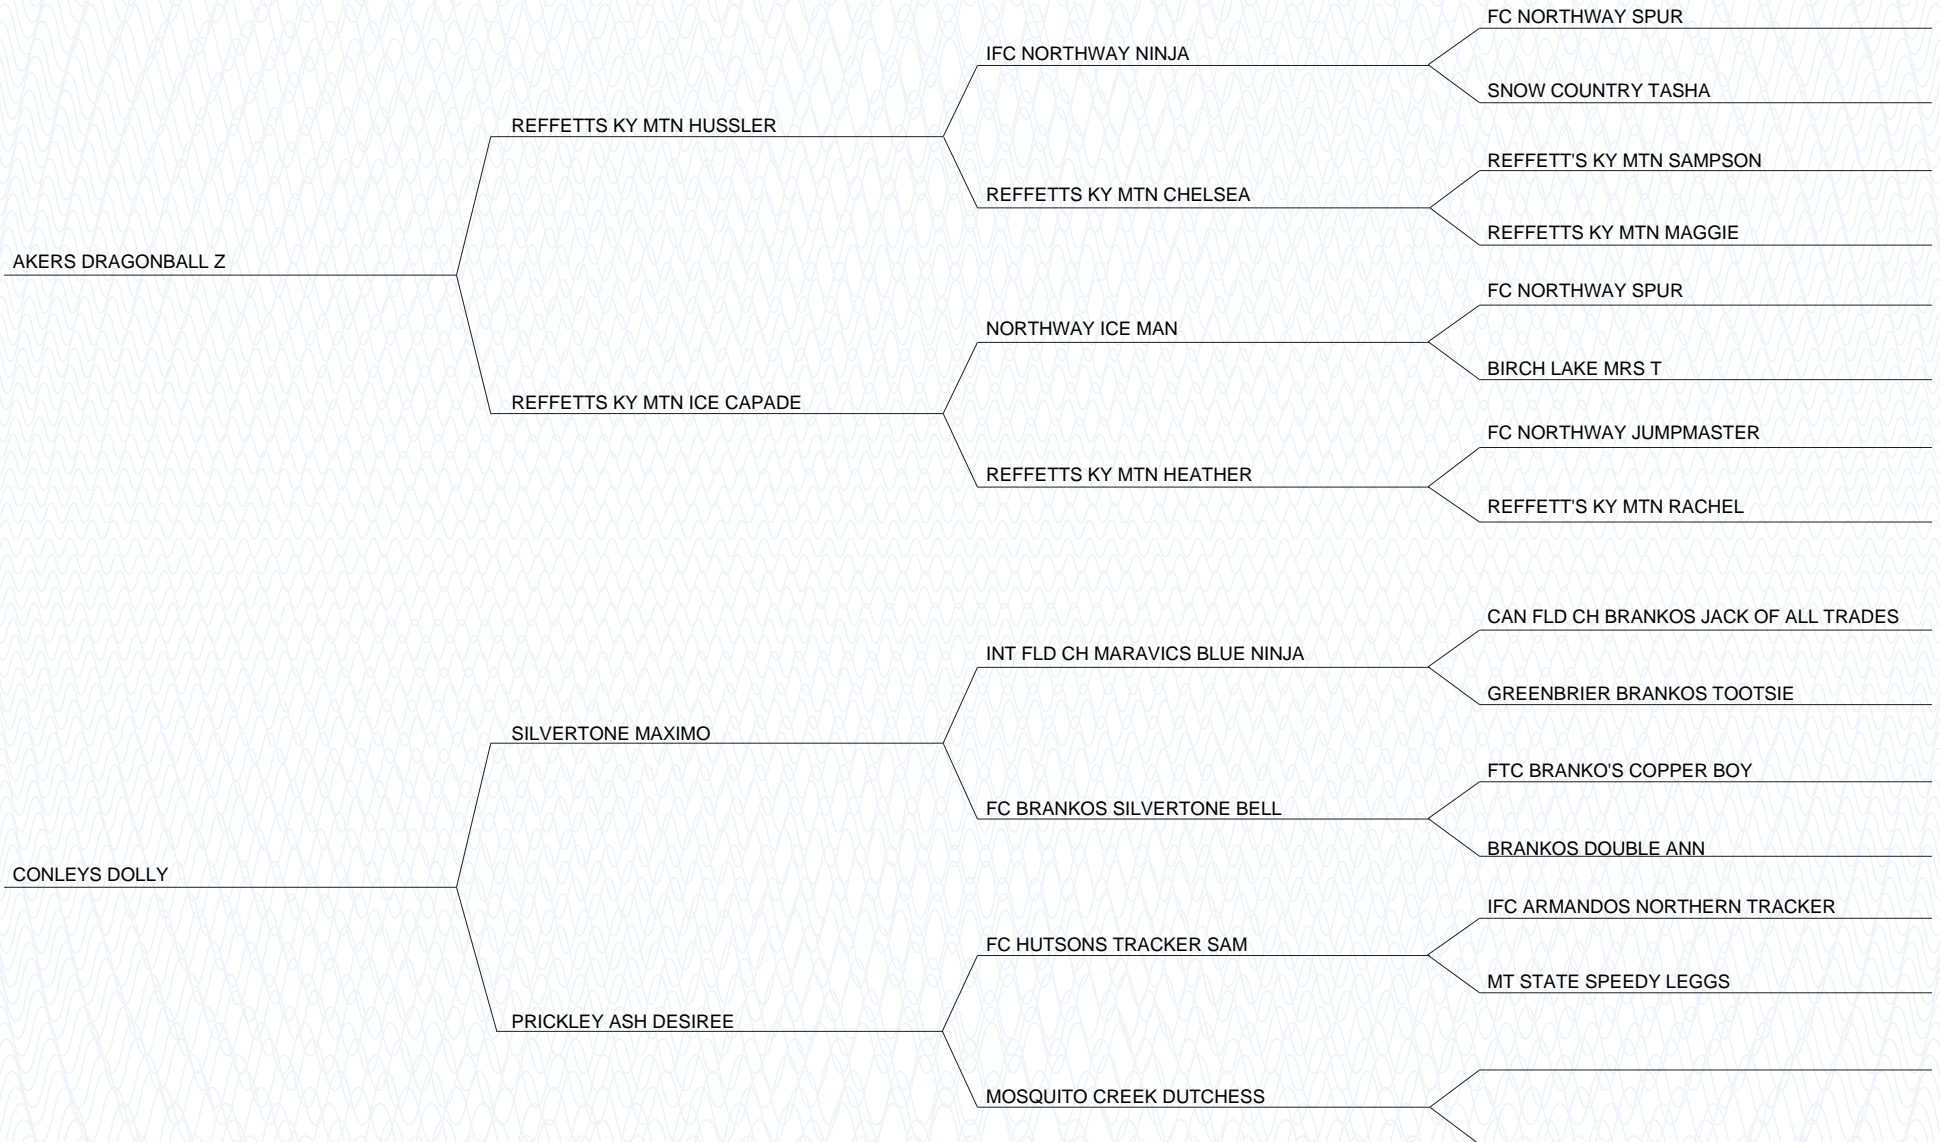 FC NORTHWAY SPUR
IFC NORTHWAY NINJA
SNOW COUNTRY TASHA
REFFETTS KY MTN HUSSLER
REFFETT'S KY MTN SAMPSON
REFFETTS KY MTN CHELSEA
REFFETTS KY MTN MAGGIE
AKERS DRAGONBALL Z
FC NORTHWAY SPUR
NORTHWAY ICE MAN
BIRCH LAKE MRS T
REFFETTS KY MTN ICE CAPADE
FC NORTHWAY JUMPMASTER
REFFETTS KY MTN HEATHER
REFFETT'S KY MTN RACHEL
CAN FLD CH BRANKOS JACK OF ALL TRADES
INT FLD CH MARAVICS BLUE NINJA
GREENBRIER BRANKOS TOOTSIE
SILVERTONE MAXIMO
FTC BRANKO'S COPPER BOY
FC BRANKOS SILVERTONE BELL
BRANKOS DOUBLE ANN
CONLEYS DOLLY
IFC ARMANDOS NORTHERN TRACKER
FC HUTSONS TRACKER SAM
MT STATE SPEEDY LEGGS
PRICKLEY ASH DESIREE
MOSQUITO CREEK DUTCHESS